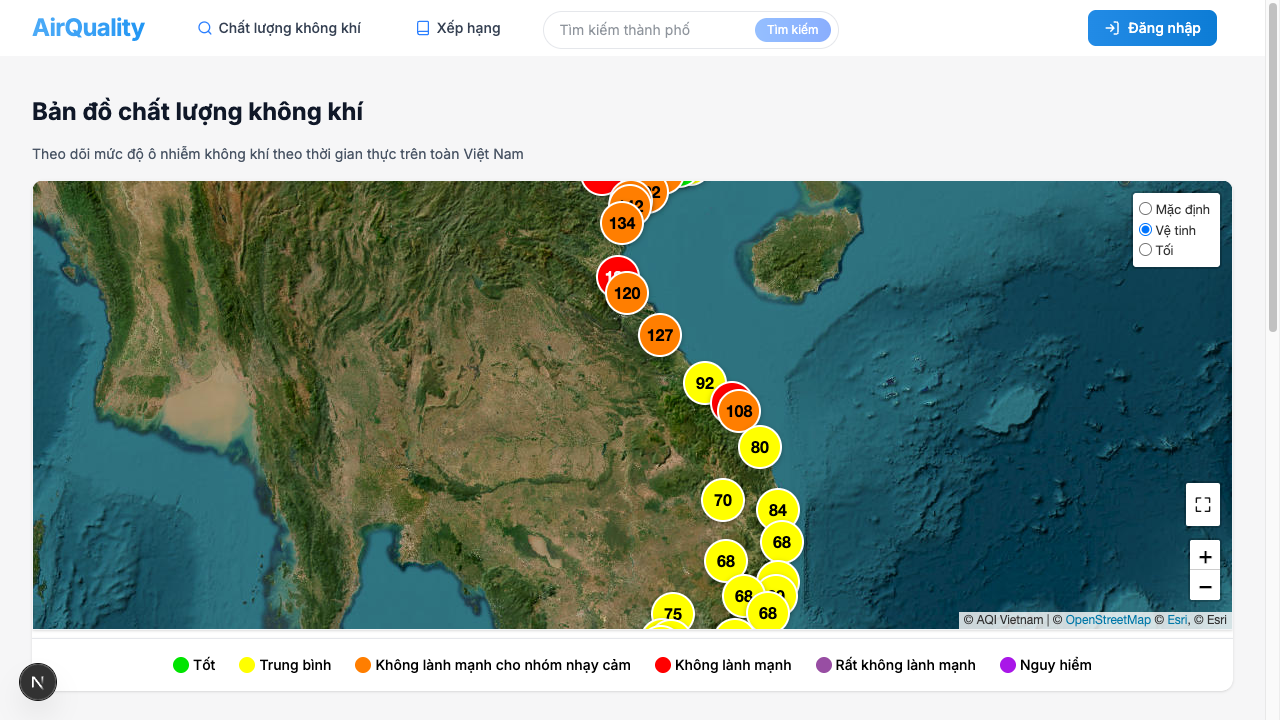 AirQuality
Chất lượng không khí
Xếp hạng
Tìm kiếm thành phố
Tìm kiếm
Đăng nhập
Bản đồ chất lượng không khí
Theo dõi mức độ ô nhiễm không khí theo thời gian thực trên toàn Việt Nam
Mặc định
Vệ tinh
Tối
134
120
127
92
108
80
70
84
68
68
68
68
75
+
−
© AQI Vietnam | © OpenStreetMap © Esri, © Esri
Tốt
Trung bình
Không lành mạnh cho nhóm nhạy cảm
Không lành mạnh
Rất không lành mạnh
Nguy hiểm
N